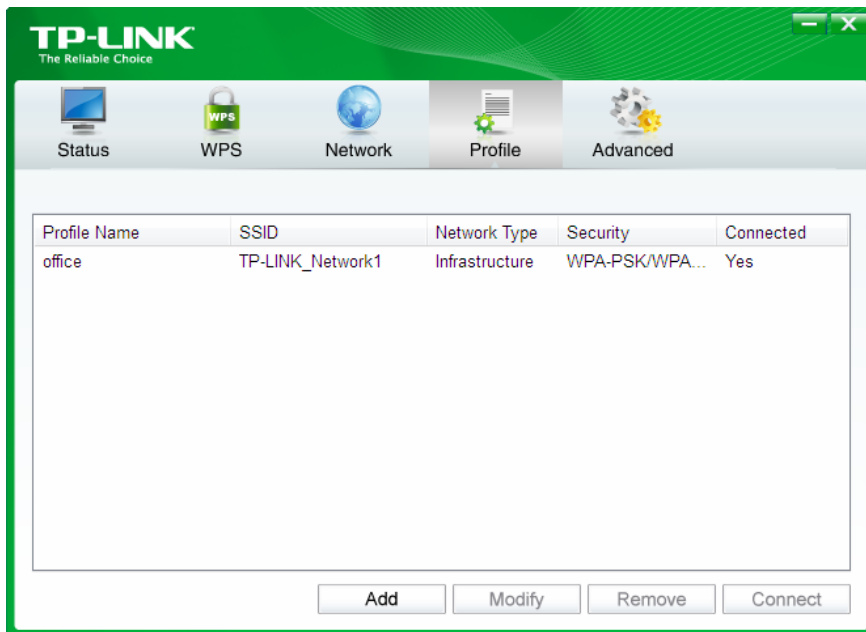 TP-LINK
The Reliable Choice
WPS
Status WPS Network Profile Advanced
Profile Name SSID Network Type Security Connected
office TP-LINK_Network1 Infrastructure WPA-PSK/WPA... Yes
Add Modify Remove Connect